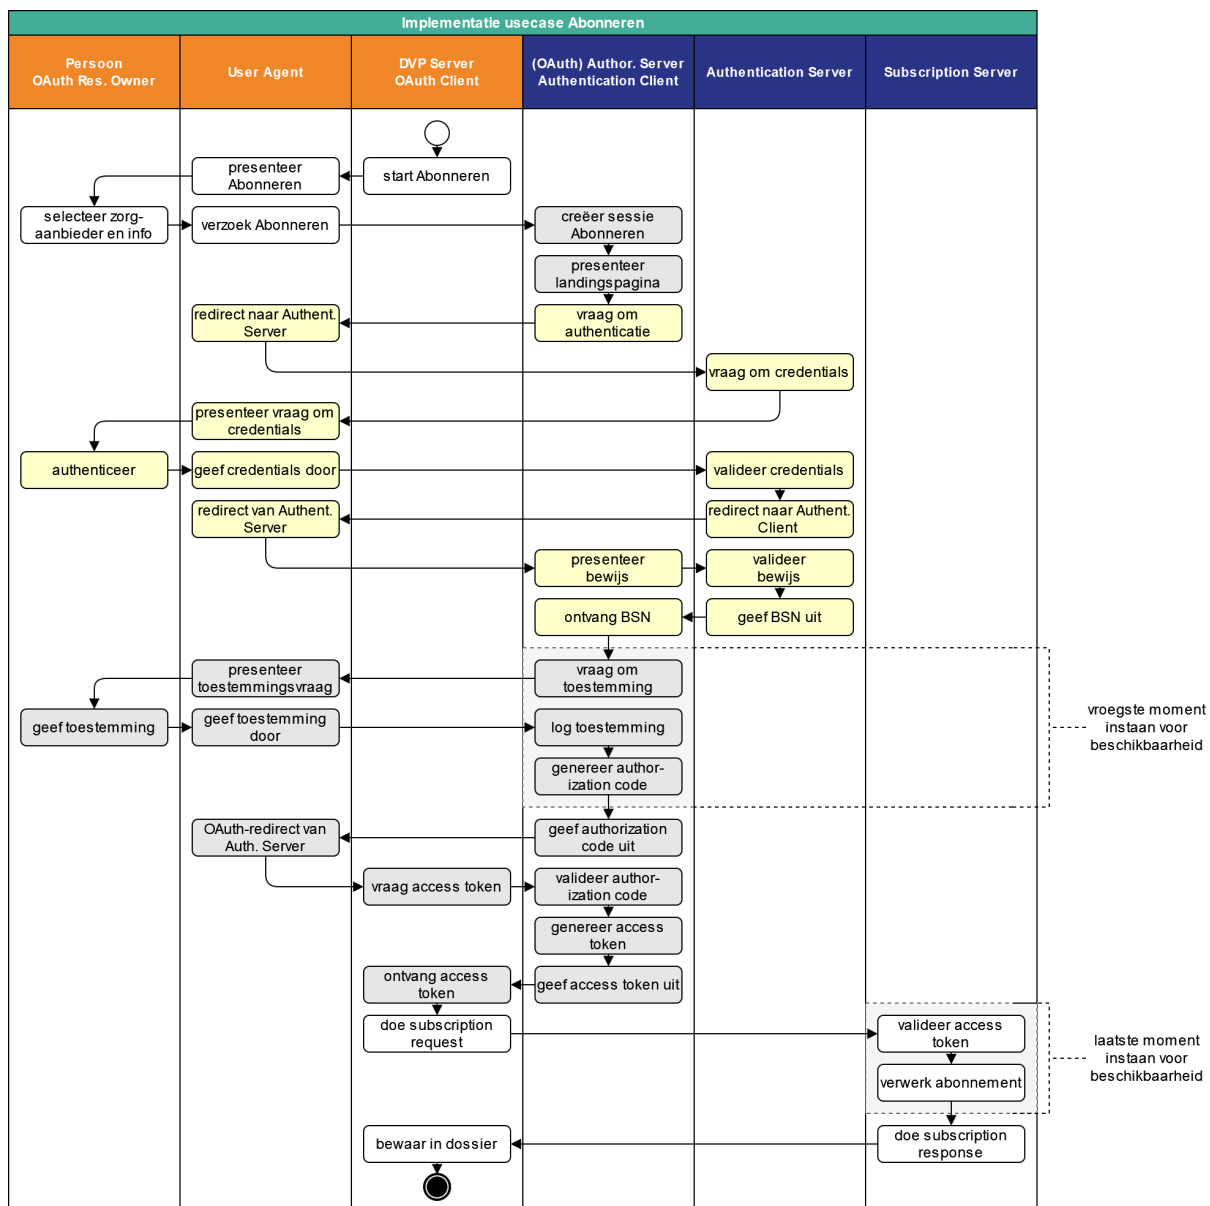 Implementatie usecase Abonneren
Persoon
OAuth Res. Owner
User Agent
DVP Server
OAuth Client
(OAuth) Author. Server
Authentication Client
Authentication Server
Subscription Server
presenteer
Abonneren
start Abonneren
selecteer zorg-
aanbieder en info
verzoek Abonneren
creëer sessie
Abonneren
presenteer
landingspagina
redirect naar Authent.
Server
vraag om
authenticatie
vraag om credentials
presenteer vraag om
credentials
authenticeer
geef credentials door
valideer credentials
redirect van Authent.
Server
redirect naar Authent.
Client
presenteer
bewijs
valideer
bewijs
ontvang BSN
geef BSN uit
presenteer
toestemmingsvraag
vraag om
toestemming
geef toestemming
geef toestemming
door
log toestemming
vroegste moment
instaan voor
beschikbaarheid
genereer author-
ization code
OAuth-redirect van
Auth. Server
geef authorization
code uit
vraag access token
valideer author-
ization code
genereer access
token
ontvang access
token
geef access token uit
doe subscription
request
valideer access
token
laatste moment
instaan voor
beschikbaarheid
verwerk abonnement
bewaar in dossier
doe subscription
response